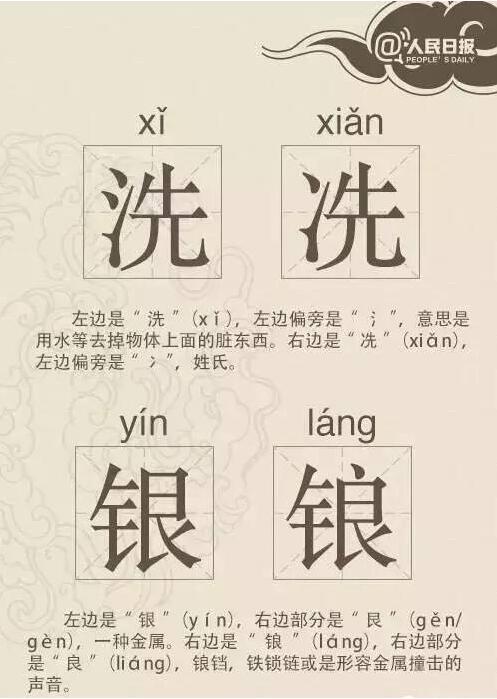 @人民日报
PEOPLE'S DAILY
xǐ xiǎn
洗 冼
左边是“洗”(xǐ)，左边偏旁是“氵”，意思是
用水等去掉物体上面的脏东西。右边是“冼”(xiǎn)，
左边偏旁是“冫”，姓氏。
yín láng
银 锒
左边是“银”(yín)，右边部分是“艮”(gěn/
gèn)，一种金属。右边是“锒”(láng)，右边部分
是“良”(liáng)，锒铛，铁锁链或是形容金属撞击的
声音。